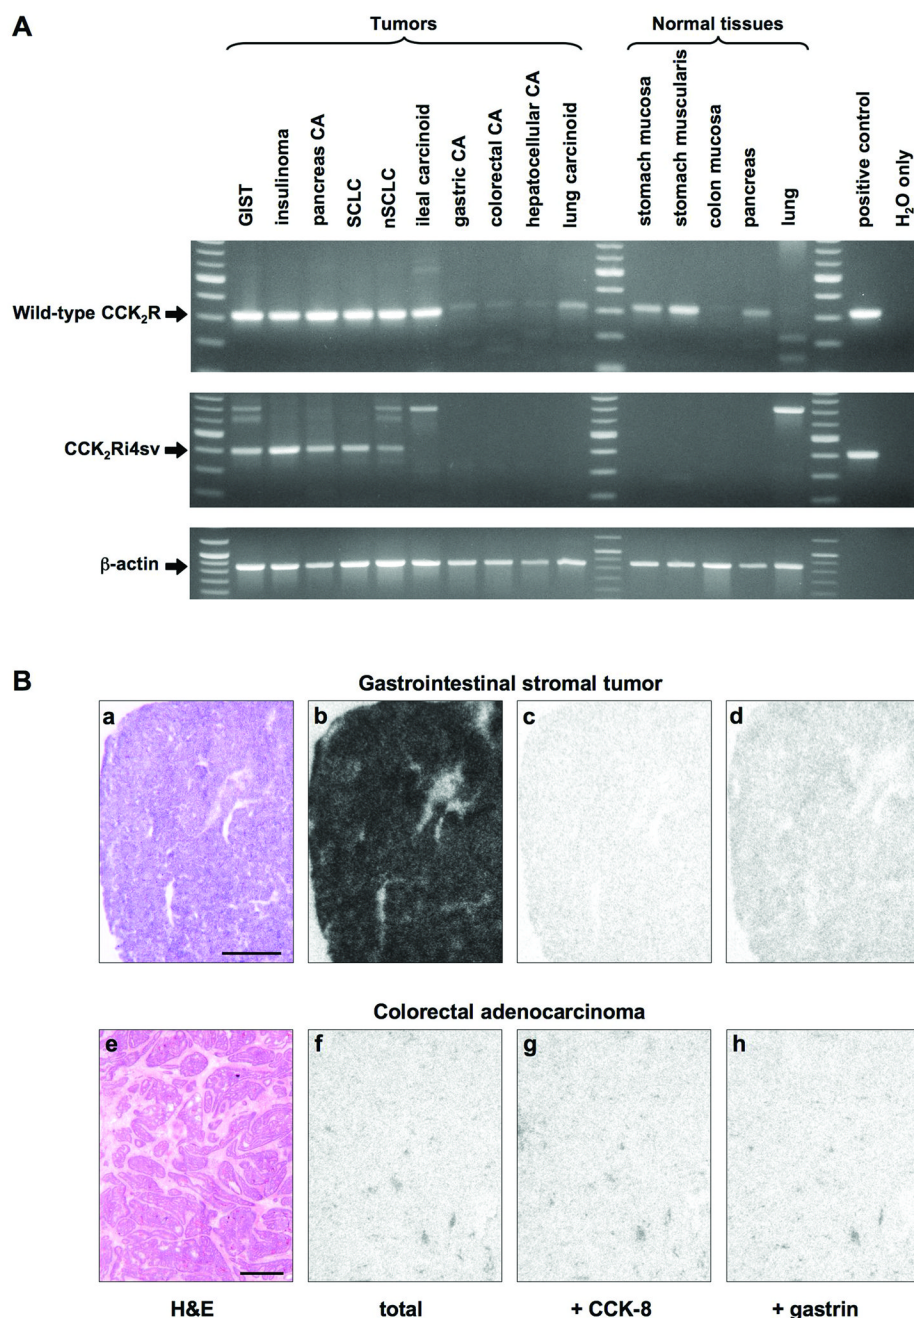 A
Tumors
Normal tissues
GIST
insulinoma
pancreas CA
SCLC
nSCLC
ileal carcinoid
gastric CA
colorectal CA
hepatocellular CA
lung carcinoid
stomach mucosa
stomach muscularis
colon mucosa
pancreas
lung
positive control
H₂O only
Wild-type CCK₂R
CCK₂Ri4sv
β-actin
B
Gastrointestinal stromal tumor
a b c d
Colorectal adenocarcinoma
e f g h
H&E total + CCK-8 + gastrin